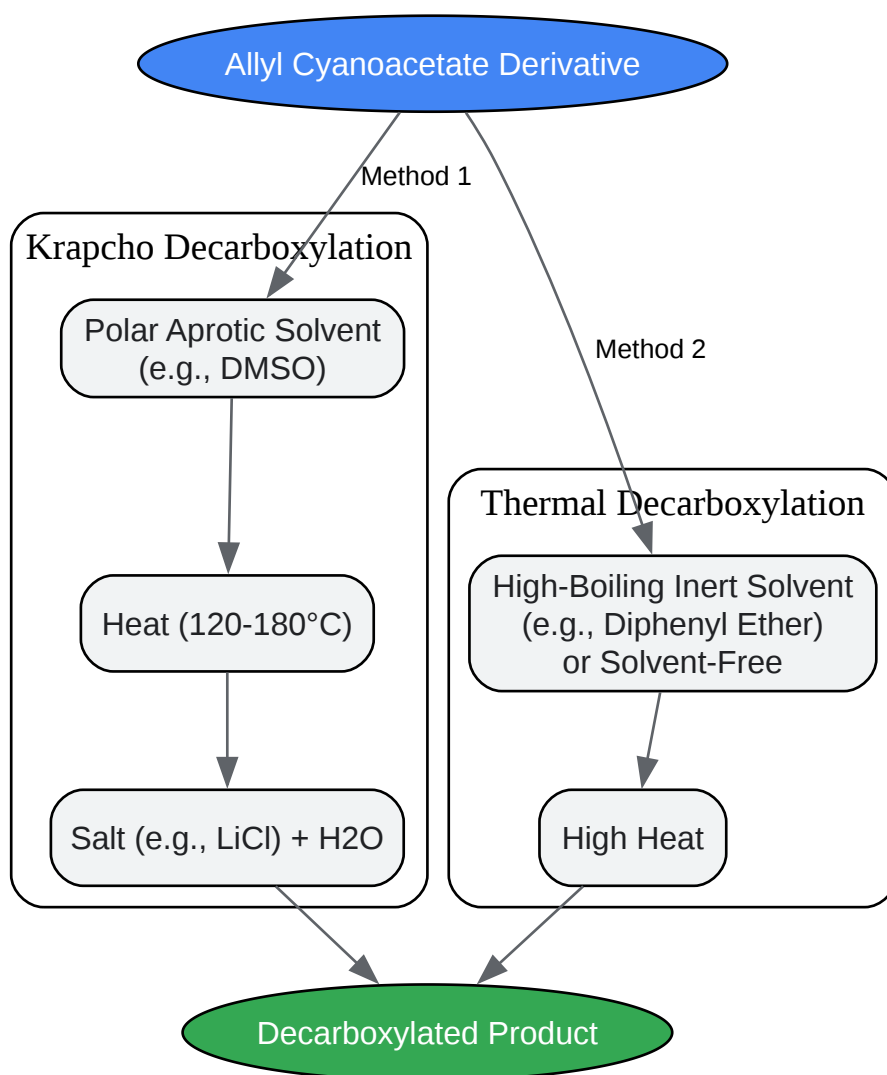 Allyl Cyanoacetate Derivative
Method 1
Krapcho Decarboxylation
Polar Aprotic Solvent
(e.g., DMSO)
Heat (120-180°C)
Salt (e.g., LiCl) + H2O
Method 2
Thermal Decarboxylation
High-Boiling Inert Solvent
(e.g., Diphenyl Ether)
or Solvent-Free
High Heat
Decarboxylated Product